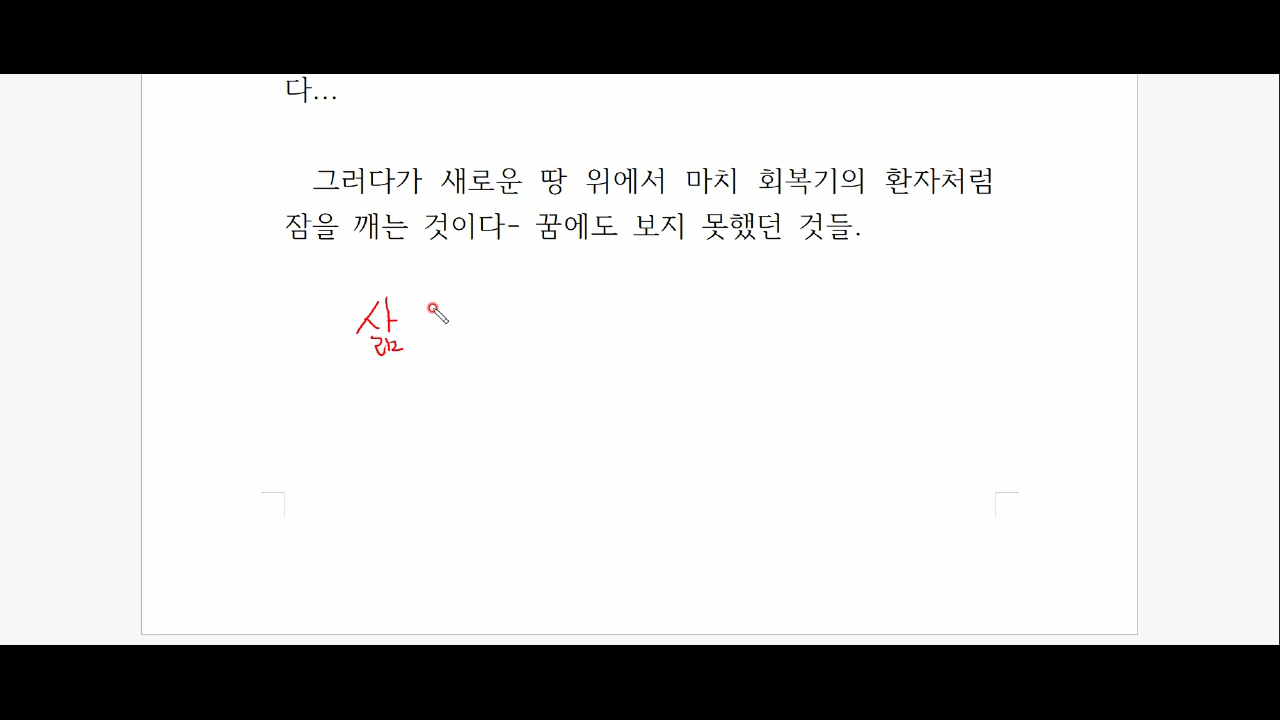 다...
그러다가 새로운 땅 위에서 마치 회복기의 환자처럼
잠을 깨는 것이다- 꿈에도 보지 못했던 것들.
삶